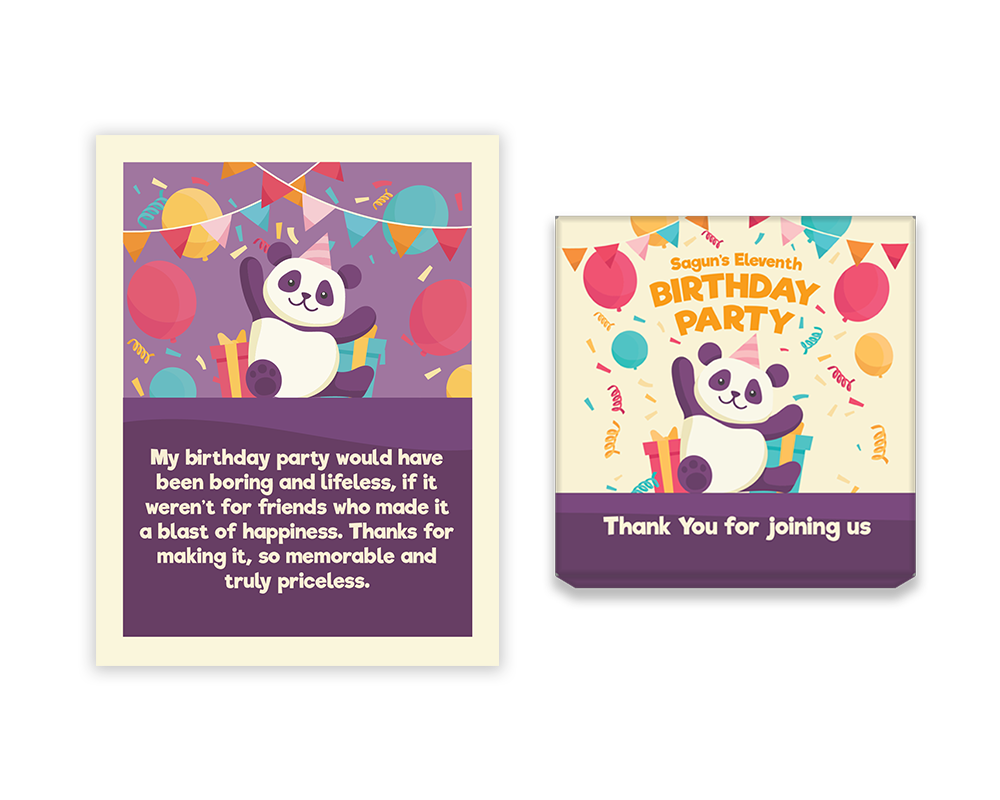 My birthday party would have
been boring and lifeless, if it
weren't for friends who made it
a blast of happiness. Thanks for
making it, so memorable and
truly priceless.
Sagun's Eleventh
BIRTHDAY
PARTY
Thank You for joining us